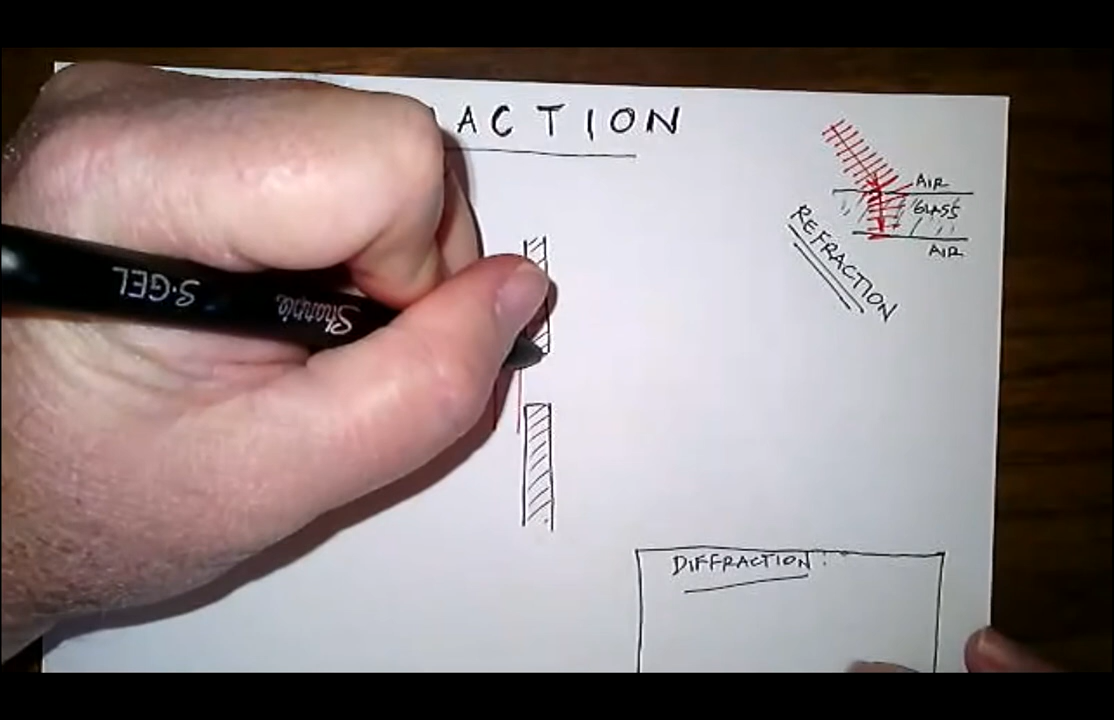 ACTION
AIR
GLASS
AIR
REFRACTION
S·GEL
Sharpie
DIFFRACTION: